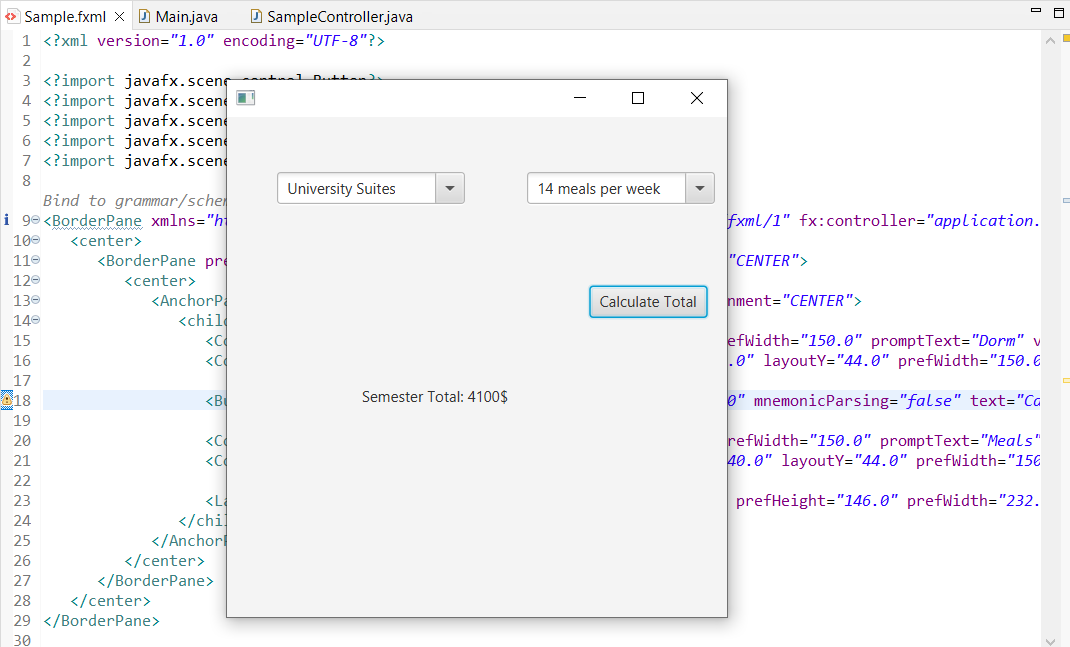 Sample.fxml Main.java SampleController.java
1 <?xml version="1.0" encoding="UTF-8"?>
2
3 <?import javafx.scene.control.Button?>
4 <?import javafx.scene
5 <?import javafx.scene
6 <?import javafx.scene
7 <?import javafx.scene
8
University Suites 14 meals per week
Bind to grammar/schem
9 <BorderPane xmlns="ht fxml/1" fx:controller="application.
10 <center>
11 <BorderPane pre "CENTER">
12 <center>
13 <AnchorPa nment="CENTER">
Calculate Total
14 <child
15 <Co efWidth="150.0" promptText="Dorm" v
16 <Co .0" layoutY="44.0" prefWidth="150.0
17
18 <Bu 0" mnemonicParsing="false" text="Ca
Semester Total: 4100$
19
20 <Co refWidth="150.0" promptText="Meals"
21 <Co 40.0" layoutY="44.0" prefWidth="150
22
23 <La prefHeight="146.0" prefWidth="232.
24 </chil
25 </AnchorP
26 </center>
27 </BorderPane>
28 </center>
29 </BorderPane>
30